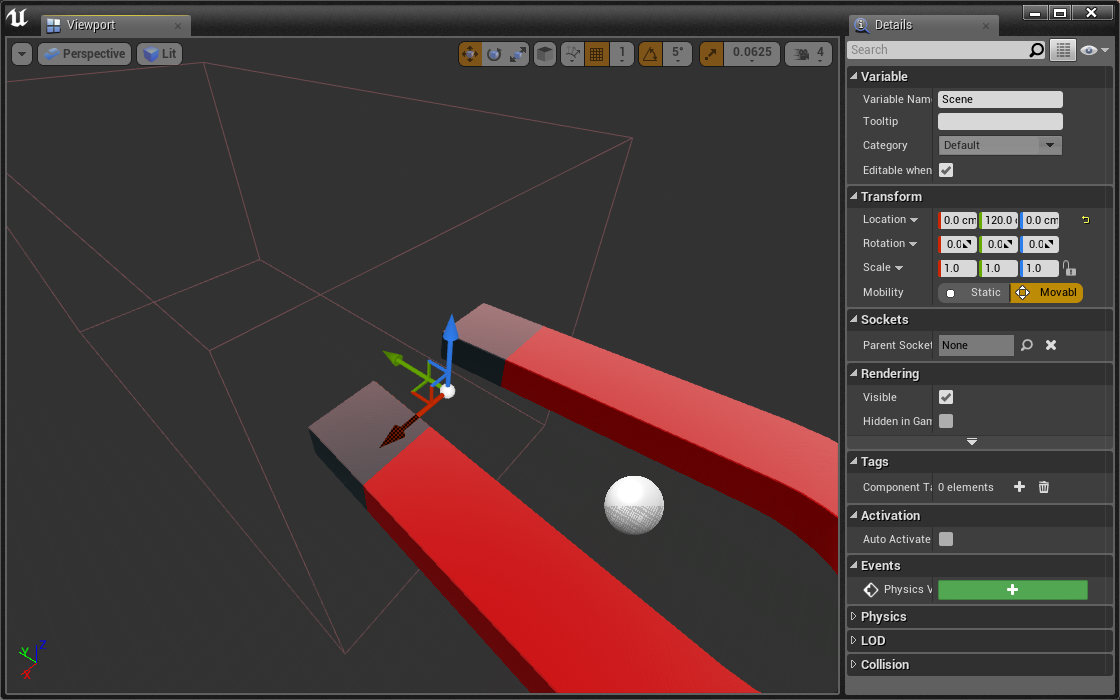 Viewport
Details
Perspective
Lit
1
5°
0.0625
4
Search
Variable
Variable Nam
Scene
Tooltip
Category
Default
Editable when
Transform
Location
0.0 cm
120.0
0.0 cm
Rotation
0.0
0.0
0.0
Scale
1.0
1.0
1.0
Mobility
Static
Movabl
Sockets
Parent Socket
None
Rendering
Visible
Hidden in Gam
Tags
Component Ta
0 elements
Activation
Auto Activate
Events
Physics V
Physics
LOD
Collision
Z
Y
X